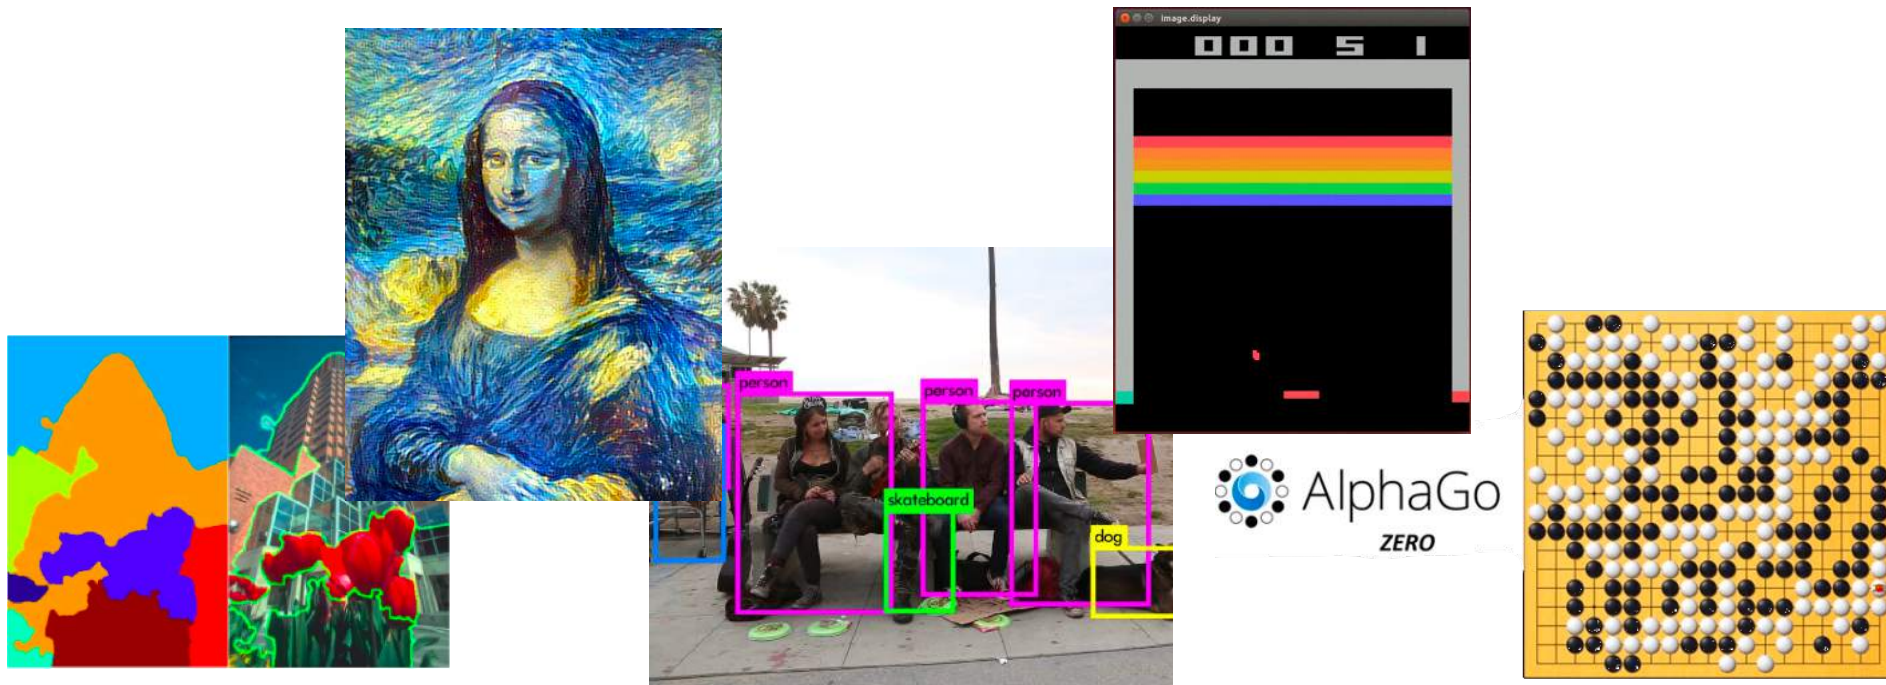 image.display
000 5 1
person
person
person
skateboard
dog
AlphaGo
ZERO